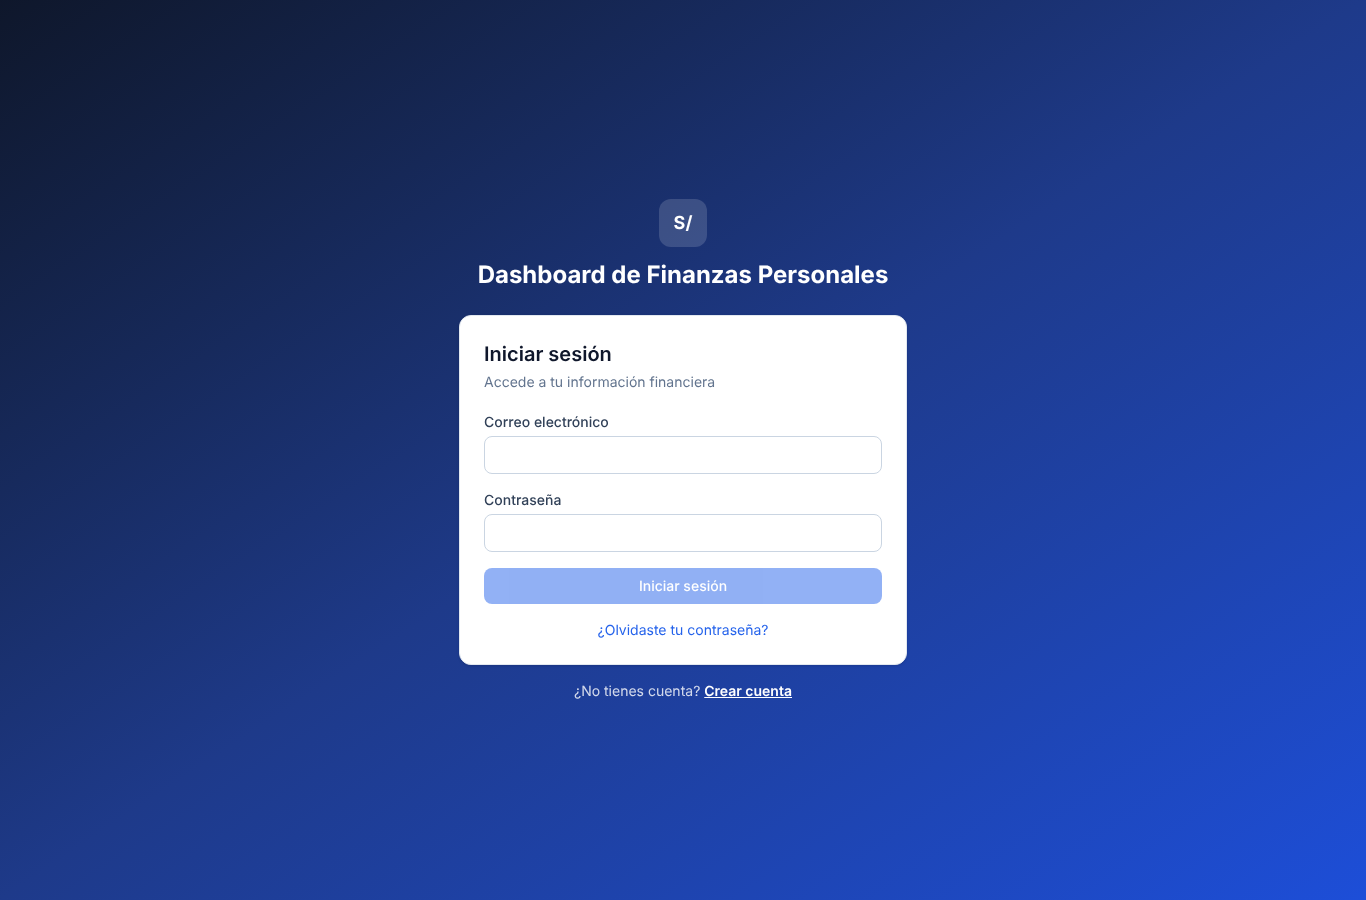 S/
Dashboard de Finanzas Personales
Iniciar sesión
Accede a tu información financiera
Correo electrónico
Contraseña
Iniciar sesión
¿Olvidaste tu contraseña?
¿No tienes cuenta? Crear cuenta